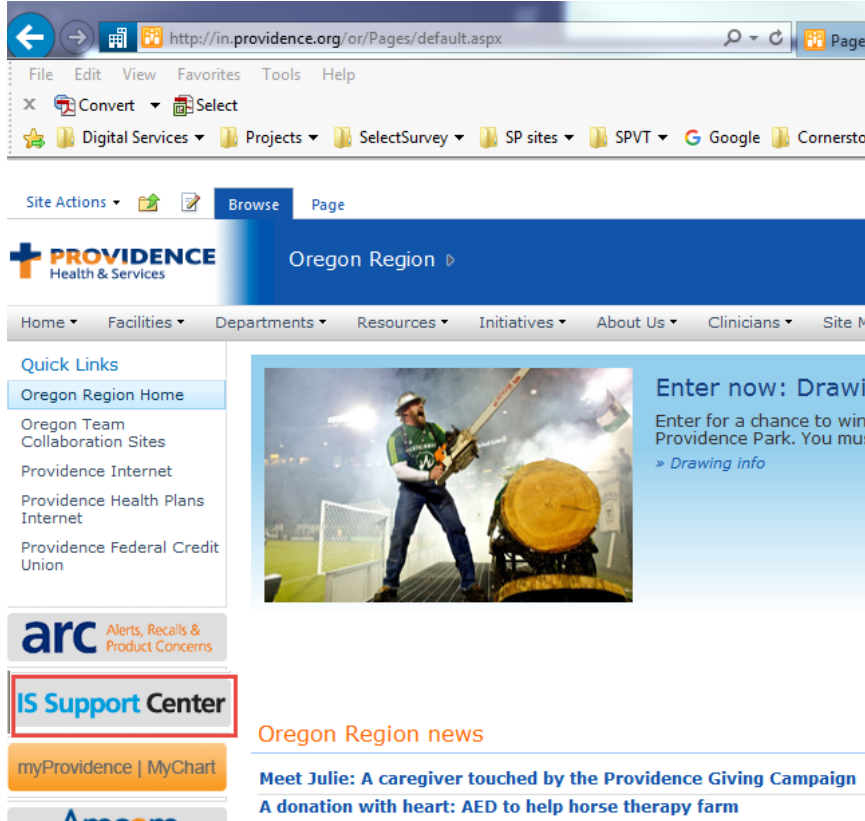 http://in.providence.org/or/Pages/default.aspx
File Edit View Favorites Tools Help
x Convert Select
Digital Services Projects SelectSurvey SP sites SPVT Google
Site Actions Browse Page
PROVIDENCE
Health & Services
Oregon Region
Home Facilities Departments Resources Initiatives About Us Clinicians Site
Quick Links
Oregon Region Home
Oregon Team
Collaboration Sites
Providence Internet
Providence Health Plans
Internet
Providence Federal Credit
Union
Enter now:
Enter for a chance to win
Providence Park. You
» Drawing info
arc Alerts, Recalls &
Product Concerns
IS Support Center
myProvidence | MyChart
Oregon Region news
Meet Julie: A caregiver touched by the Providence Giving Campaign
A donation with heart: AED to help horse therapy farm